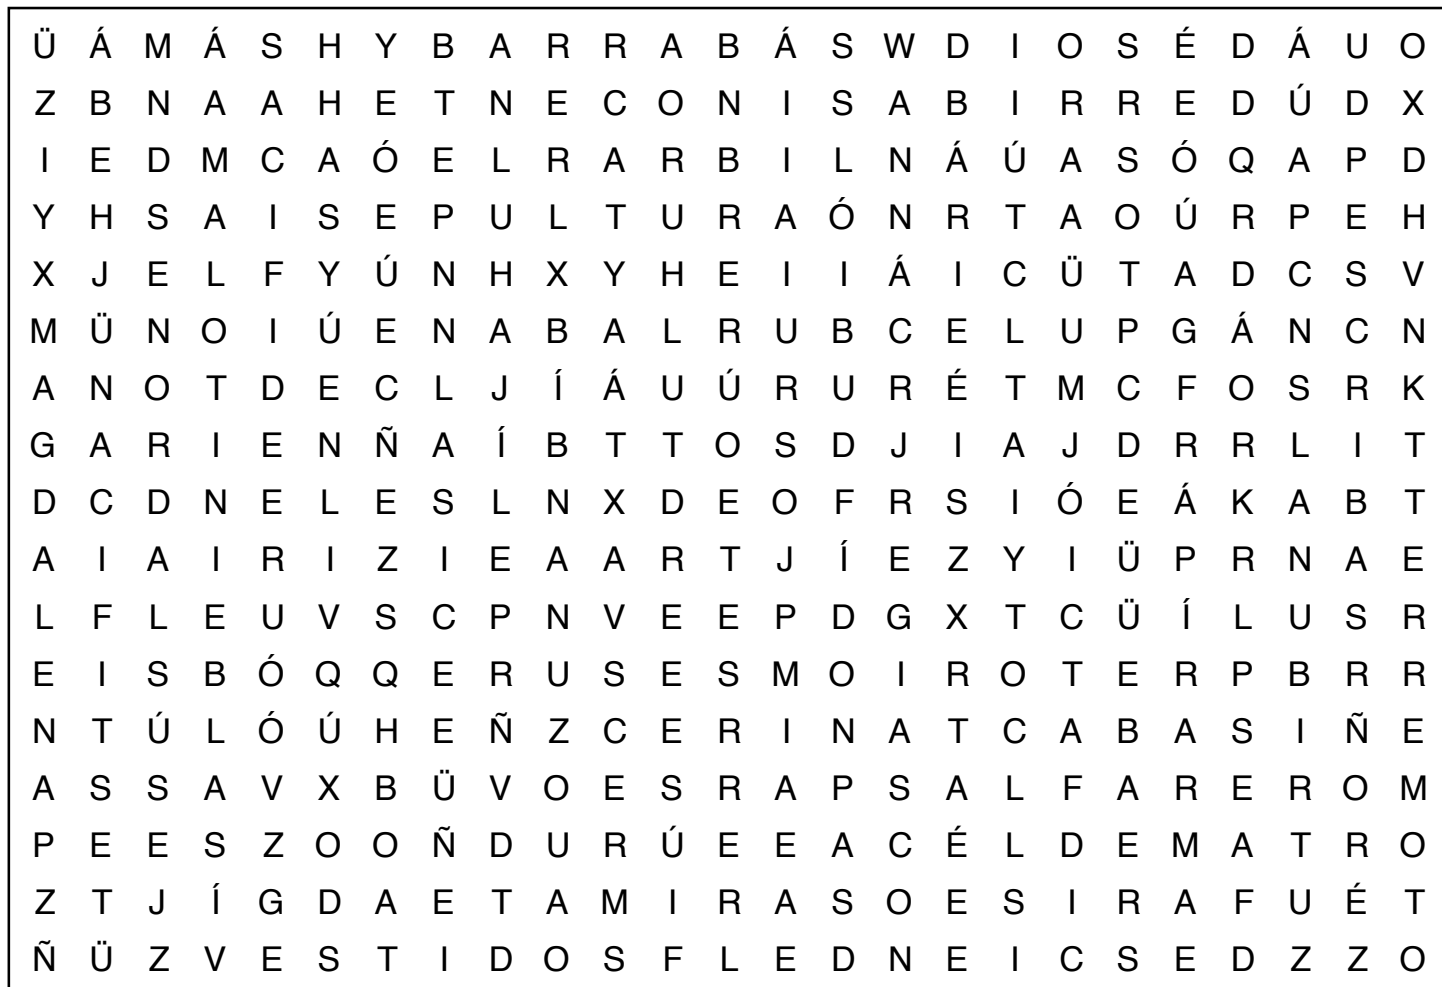 Ü Á M Á S H Y B A R R A B Á S W D I O S É D Á U O
Z B N A A H E T N E C O N I S A B I R R E D Ú D X
I E D M C A Ó E L R A R B I L N Á Ú A S Ó Q A P D
Y H S A I S E P U L T U R A Ó N R T A O Ú R P E H
X J E L F Y Ú N H X Y H E I I Á I C Ü T A D C S V
M Ü N O I Ú E N A B A L R U B C E L U P G Á N C N
A N O T D E C L J Í Á U Ú R U R É T M C F O S R K
G A R I E N Ñ A Í B T T O S D J I A J D R R L I T
D C D N E L E S L N X D E O F R S I Ó E Á K A B T
A I A I R I Z I E A A R T J Í E Z Y I Ü P R N A E
L F L E U V S C P N V E E P D G X T C Ü Í L U S R
E I S B Ó Q Q E R U S E S M O I R O T E R P B R R
N T Ú L Ó Ú H E Ñ Z C E R I N A T C A B A S I Ñ E
A S S A V X B Ü V O E S R A P S A L F A R E R O M
P E E S Z O O Ñ D U R Ú E E A C É L D E M A T R O
Z T J Í G D A E T A M I R A S O E S I R A F U É T
Ñ Ü Z V E S T I D O S F L E D N E I C S E D Z Z O